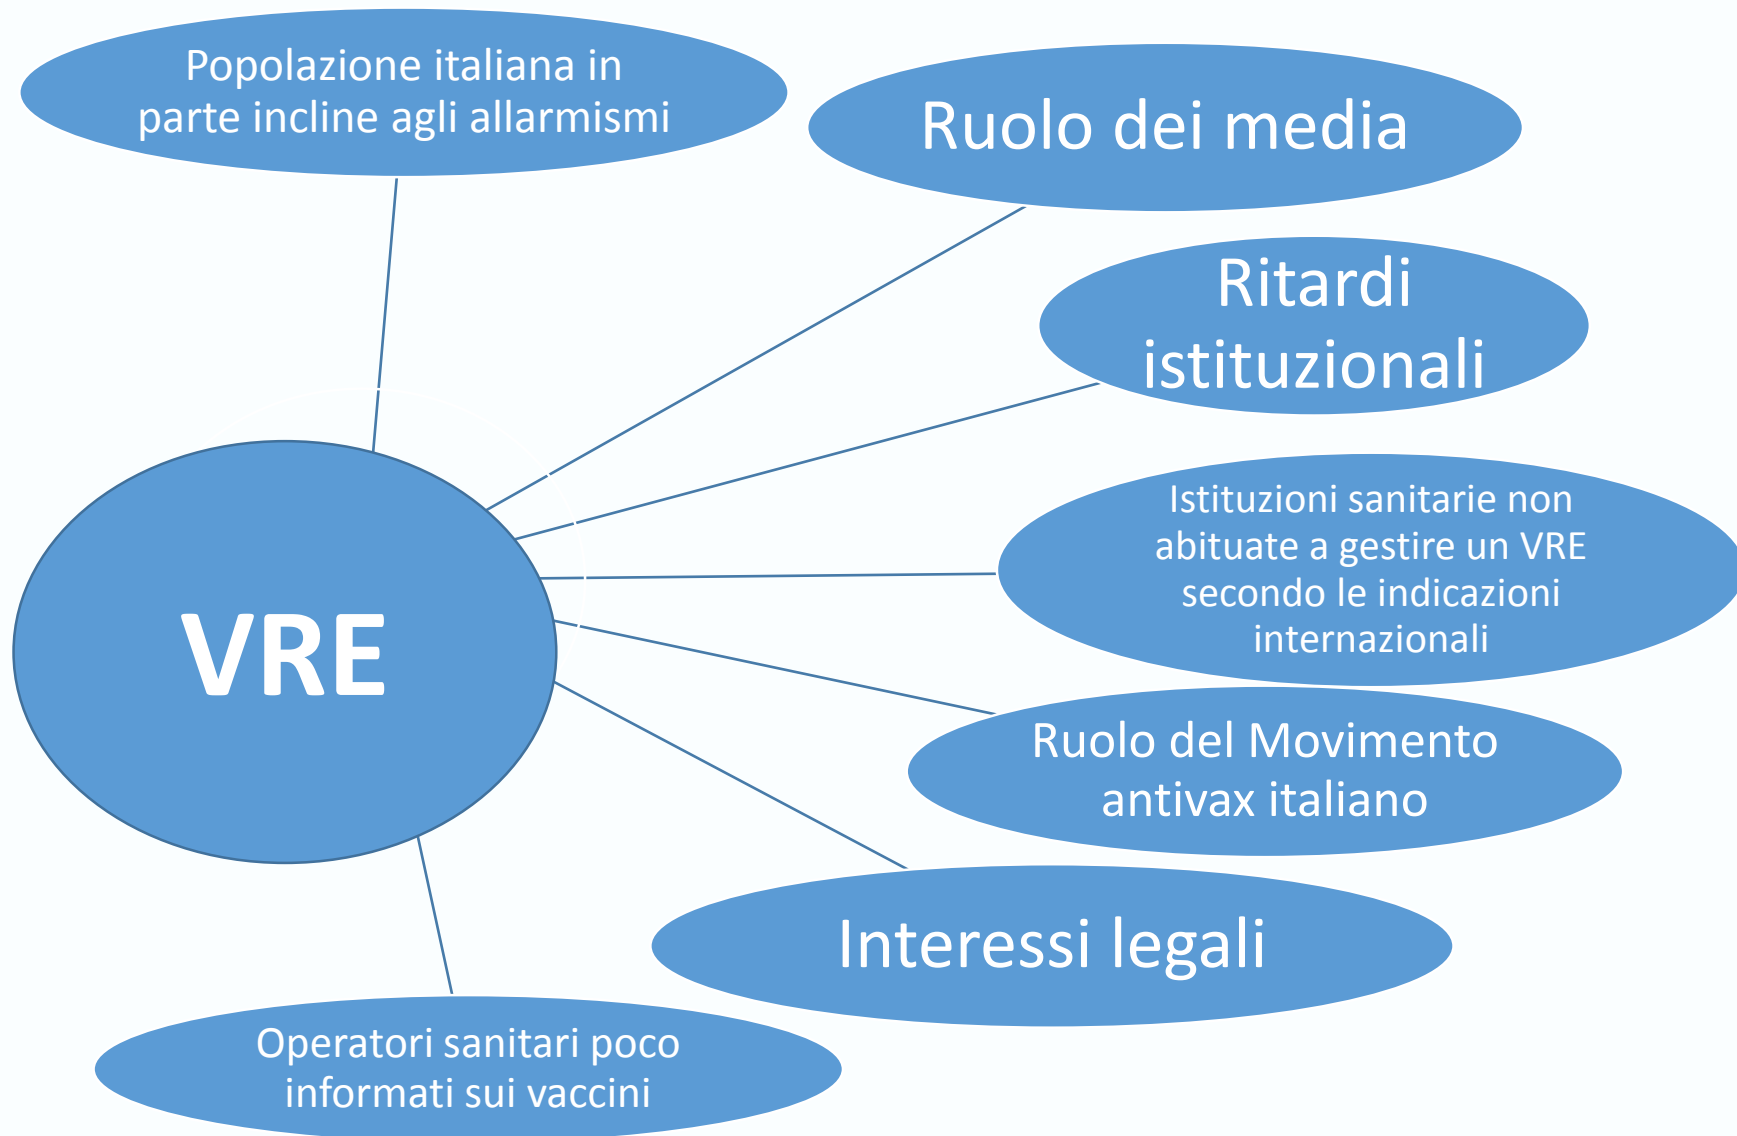 Popolazione italiana in
parte incline agli allarmismi
Ruolo dei media
Ritardi
istituzionali
Istituzioni sanitarie non
abituate a gestire un VRE
secondo le indicazioni
internazionali
VRE
Ruolo del Movimento
antivax italiano
Interessi legali
Operatori sanitari poco
informati sui vaccini